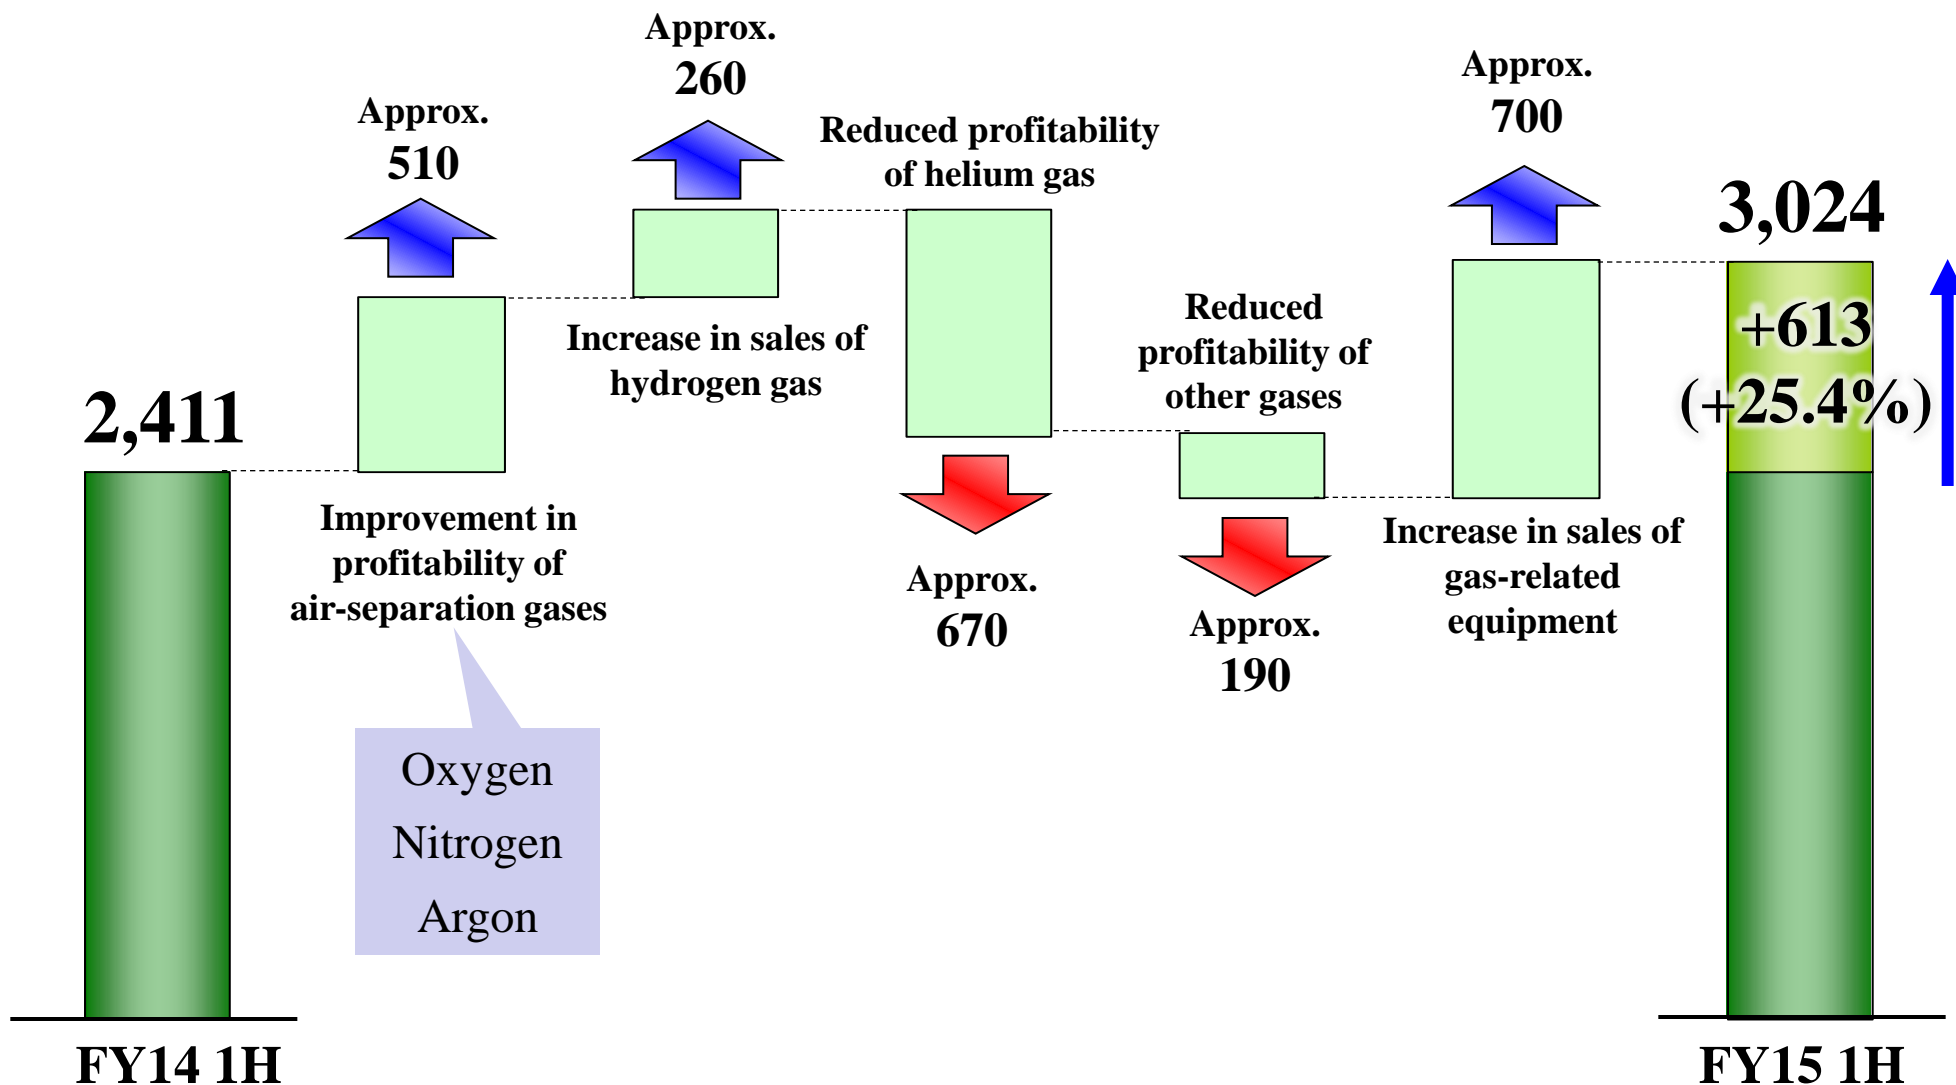 2,411
FY14 1H
Approx.
510
Improvement in
profitability of
air-separation gases
Oxygen
Nitrogen
Argon
Approx.
260
Increase in sales of
hydrogen gas
Reduced profitability
of helium gas
Approx.
670
Reduced
profitability of
other gases
Approx.
190
Approx.
700
Increase in sales of
gas-related
equipment
3,024
+613
(+25.4%)
FY15 1H